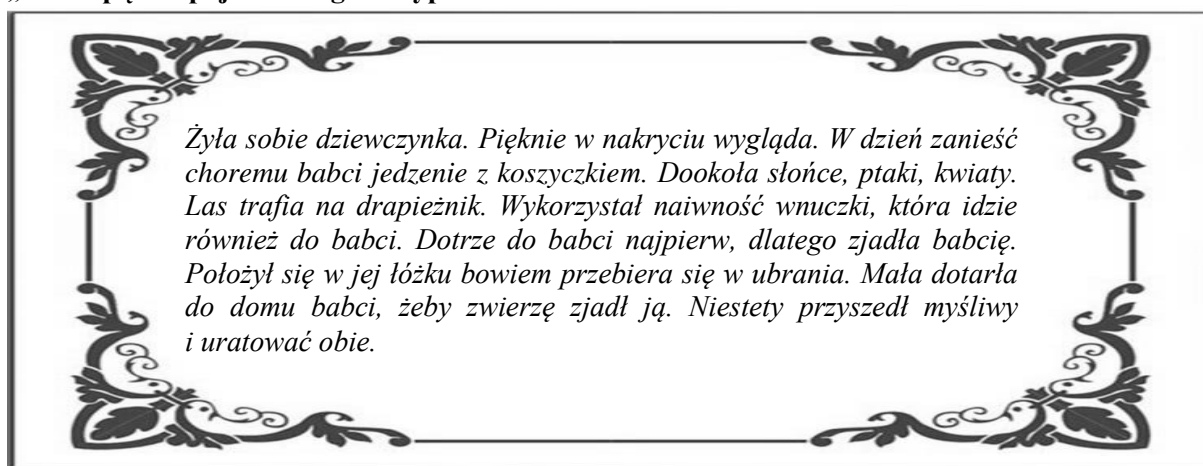 Żyła sobie dziewczynka. Pięknie w nakryciu wygląda. W dzień zanieść
choremu babci jedzenie z koszyczkiem. Dookoła słońce, ptaki, kwiaty.
Las trafia na drapieżnik. Wykorzystał naiwność wnuczki, która idzie
również do babci. Dotrze do babci najpierw, dlatego zjadła babcię.
Położył się w jej łóżku bowiem przebiera się w ubrania. Mała dotarła
do domu babci, żeby zwierzę zjadł ją. Niestety przyszedł myśliwy
i uratować obie.